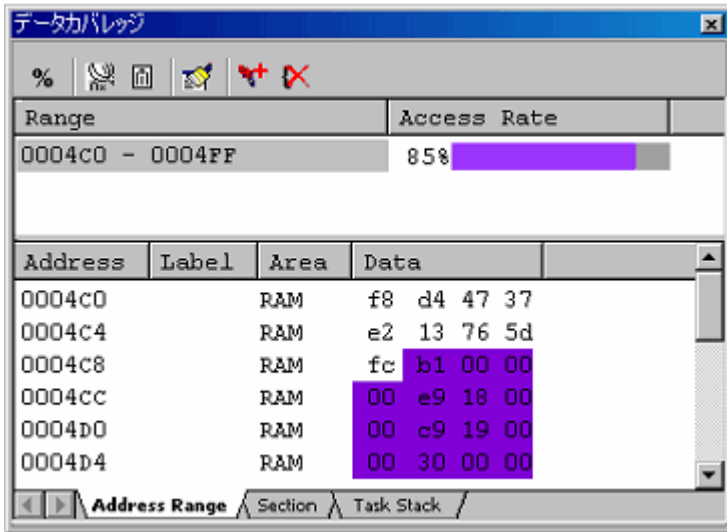 データカバレッジ
%
Range Access Rate
0004C0 - 0004FF 85%
Address Label Area Data
0004C0 RAM f8 d4 47 37
0004C4 RAM e2 13 76 5d
0004C8 RAM fc b1 00 00
0004CC RAM 00 e9 18 00
0004D0 RAM 00 c9 19 00
0004D4 RAM 00 30 00 00
Address Range Section Task Stack